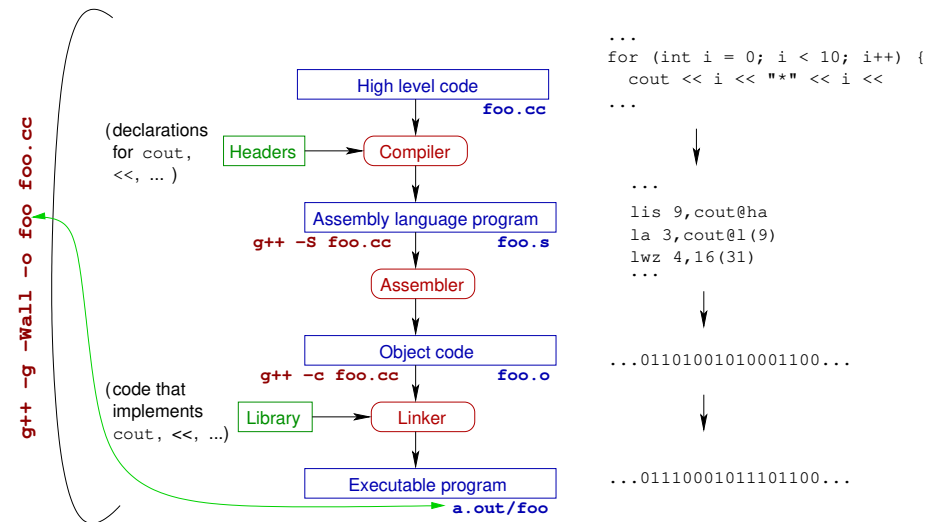 g++ -g -Wall -o foo foo.cc
High level code
foo.cc
(declarations
for cout,
<<, ... )
Headers
Compiler
Assembly language program
g++ -S foo.cc
foo.s
Assembler
Object code
g++ -c foo.cc
foo.o
(code that
implements
cout, <<, ...)
Library
Linker
Executable program
a.out/foo
...
for (int i = 0; i < 10; i++) {
cout << i << "*" << i <<
...
...
lis 9,cout@ha
la 3,cout@l(9)
lwz 4,16(31)
...
...01101001010001100...
...01110001011101100...